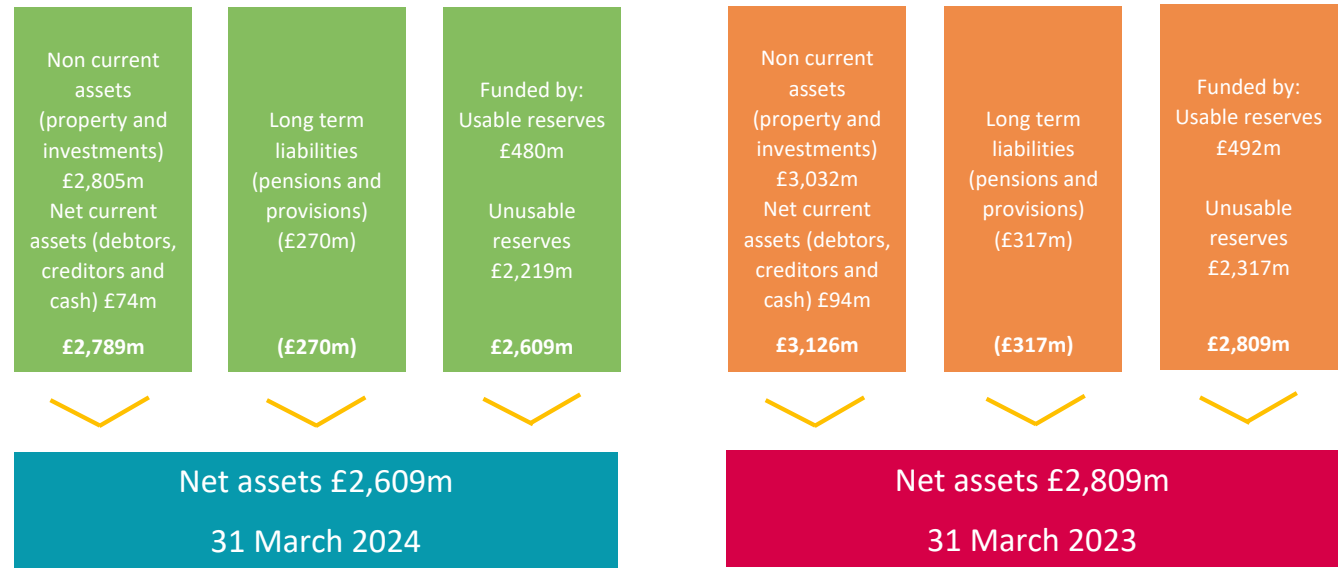 Non current
assets
(property and
investments)
£2,805m
Net current
assets (debtors,
creditors and
cash) £74m
£2,789m
Long term
liabilities
(pensions and
provisions)
(£270m)
(£270m)
Funded by:
Usable reserves
£480m
Unusable
reserves
£2,219m
£2,609m
Net assets £2,609m
31 March 2024
Non current
assets
(property and
investments)
£3,032m
Net current
assets (debtors,
creditors and
cash) £94m
£3,126m
Long term
liabilities
(pensions and
provisions)
(£317m)
(£317m)
Funded by:
Usable reserves
£492m
Unusable
reserves
£2,317m
£2,809m
Net assets £2,809m
31 March 2023